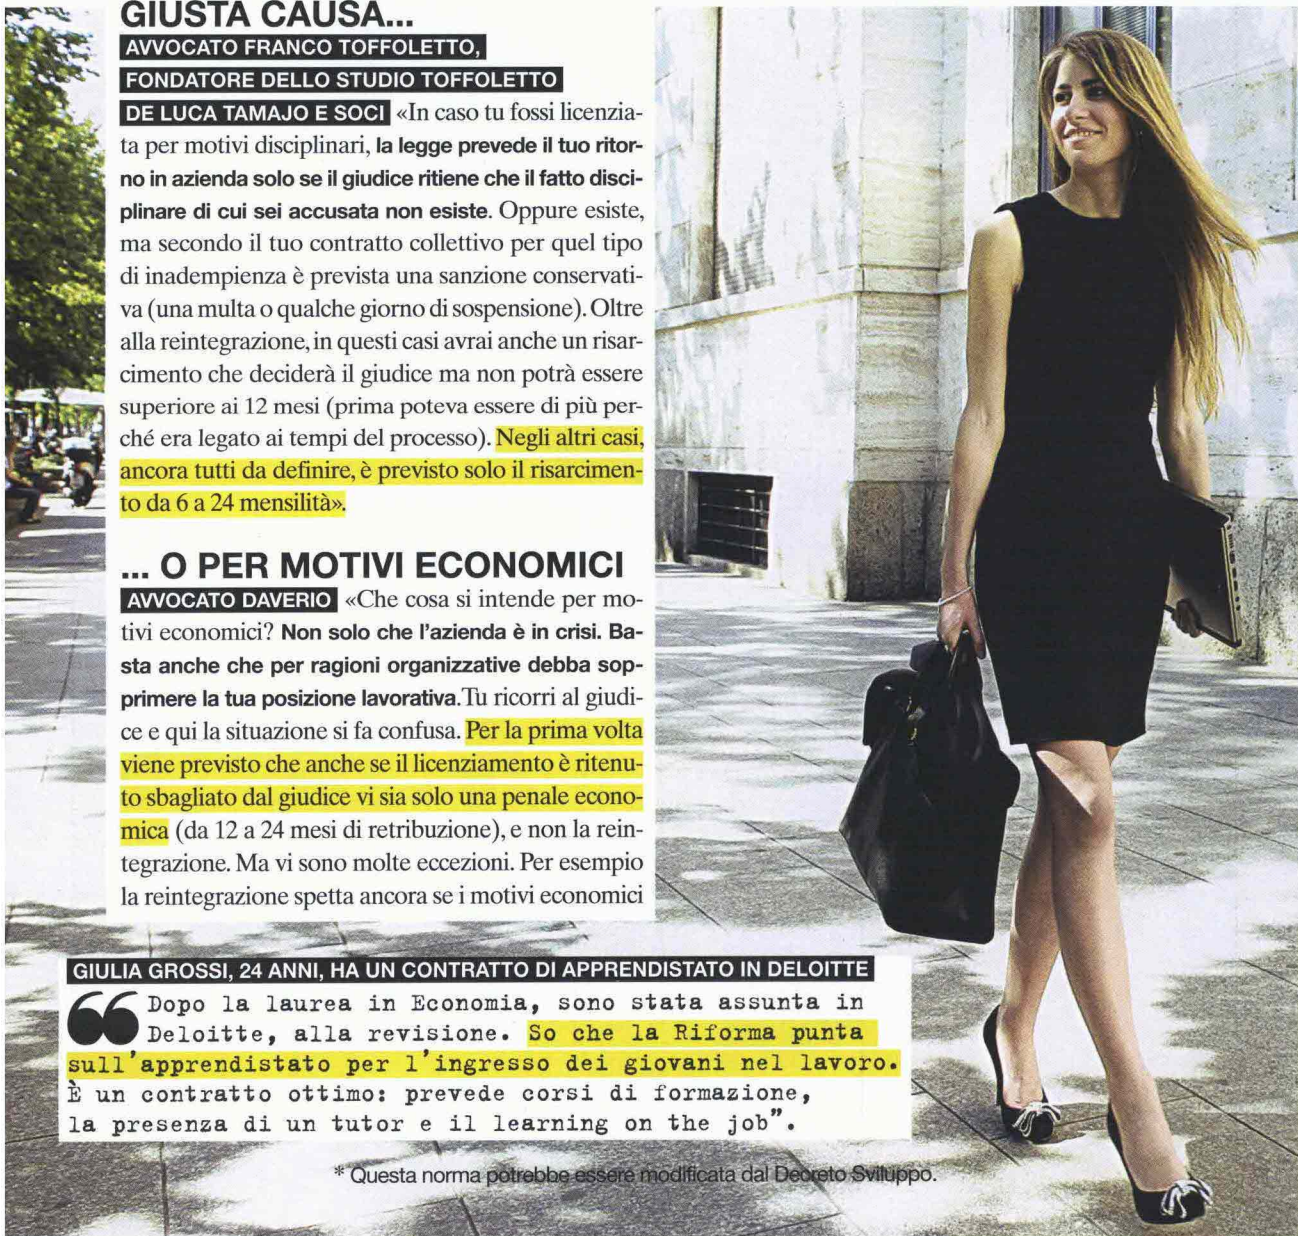 GIUSTA CAUSA...
AVVOCATO FRANCO TOFFOLETTO,
FONDATORE DELLO STUDIO TOFFOLETTO
DE LUCA TAMAJO E SOCI «In caso tu fossi licenzia-
ta per motivi disciplinari, la legge prevede il tuo ritor-
no in azienda solo se il giudice ritiene che il fatto disci-
plinare di cui sei accusata non esiste. Oppure esiste,
ma secondo il tuo contratto collettivo per quel tipo
di inadempienza è prevista una sanzione conservati-
va (una multa o qualche giorno di sospensione). Oltre
alla reintegrazione, in questi casi avrai anche un risar-
cimento che deciderà il giudice ma non potrà essere
superiore ai 12 mesi (prima poteva essere di più per-
ché era legato ai tempi del processo). Negli altri casi,
ancora tutti da definire, è previsto solo il risarcimen-
to da 6 a 24 mensilità».
... O PER MOTIVI ECONOMICI
AVVOCATO DAVERIO «Che cosa si intende per mo-
tivi economici? Non solo che l'azienda è in crisi. Ba-
sta anche che per ragioni organizzative debba sop-
primere la tua posizione lavorativa. Tu ricorri al giudi-
ce e qui la situazione si fa confusa. Per la prima volta
viene previsto che anche se il licenziamento è ritenu-
to sbagliato dal giudice vi sia solo una penale econo-
mica (da 12 a 24 mesi di retribuzione), e non la rein-
tegrazione. Ma vi sono molte eccezioni. Per esempio
la reintegrazione spetta ancora se i motivi economici
GIULIA GROSSI, 24 ANNI, HA UN CONTRATTO DI APPRENDISTATO IN DELOITTE
“Dopo la laurea in Economia, sono stata assunta in
Deloitte, alla revisione. So che la Riforma punta
sull'apprendistato per l'ingresso dei giovani nel lavoro.
È un contratto ottimo: prevede corsi di formazione,
la presenza di un tutor e il learning on the job”.
* Questa norma potrebbe essere modificata dal Decreto Sviluppo.